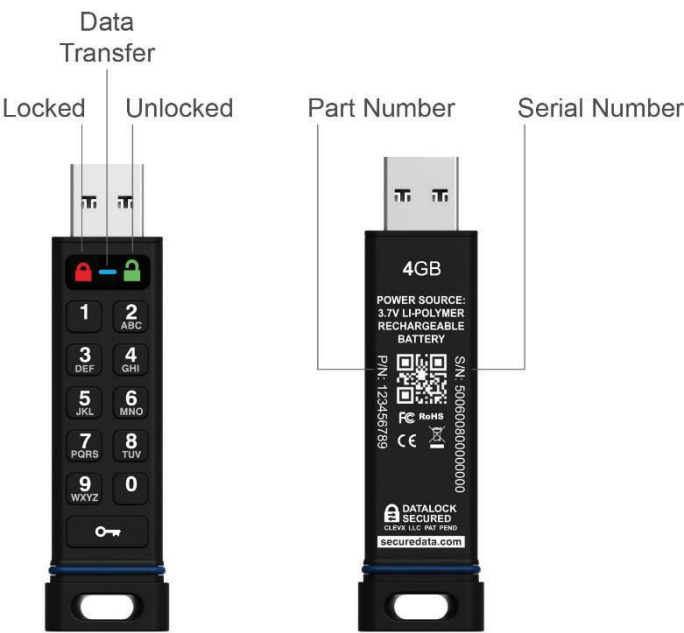 Data
Transfer
Locked
Unlocked
Part Number
Serial Number
1
2
ABC
3
DEF
4
GHI
5
JKL
6
MNO
7
PQRS
8
TUV
9
WXYZ
0
4GB
POWER SOURCE:
3.7V LI-POLYMER
RECHARGEABLE
BATTERY
P/N: 123456789
S/N: 500600800000000
FC RoHS
CE
DATALOCK
SECURED
CLEVX LLC PAT PEND
securedata.com